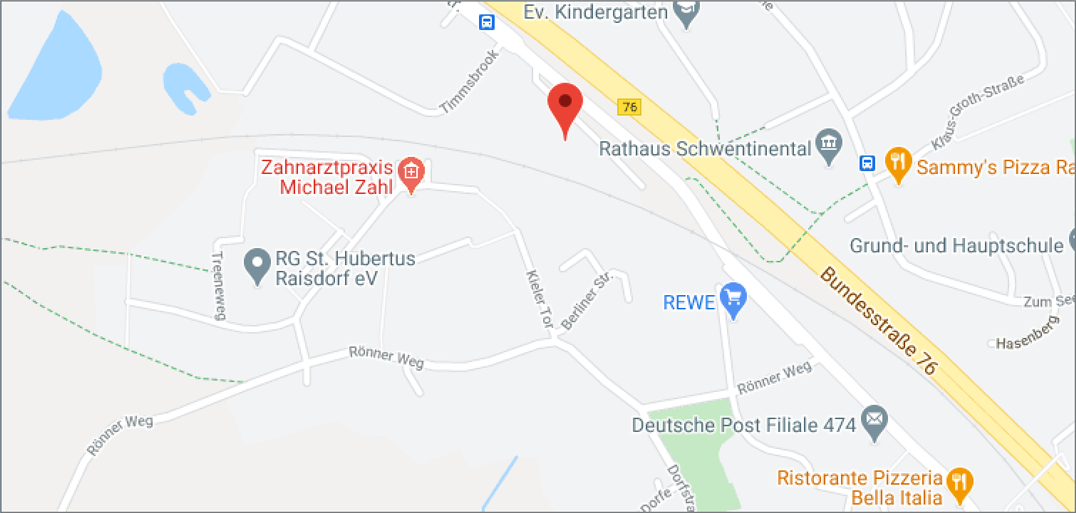 Ev. Kindergarten
Timmsbrook
76
Klaus-Groth-Straße
Rathaus Schwentinental
Sammy's Pizza Ra
Zahnarztpraxis
Michael Zahl
Grund- und Hauptschule
RG St. Hubertus
Raisdorf eV
Treeneweg
Kieler Tor
Berliner Str.
REWE
Bundesstraße 76
Zum See
Hasenberg
Rönner Weg
Rönner Weg
Rönner Weg
Deutsche Post Filiale 474
Dorfstra
Dorfe
Ristorante Pizzeria
Bella Italia